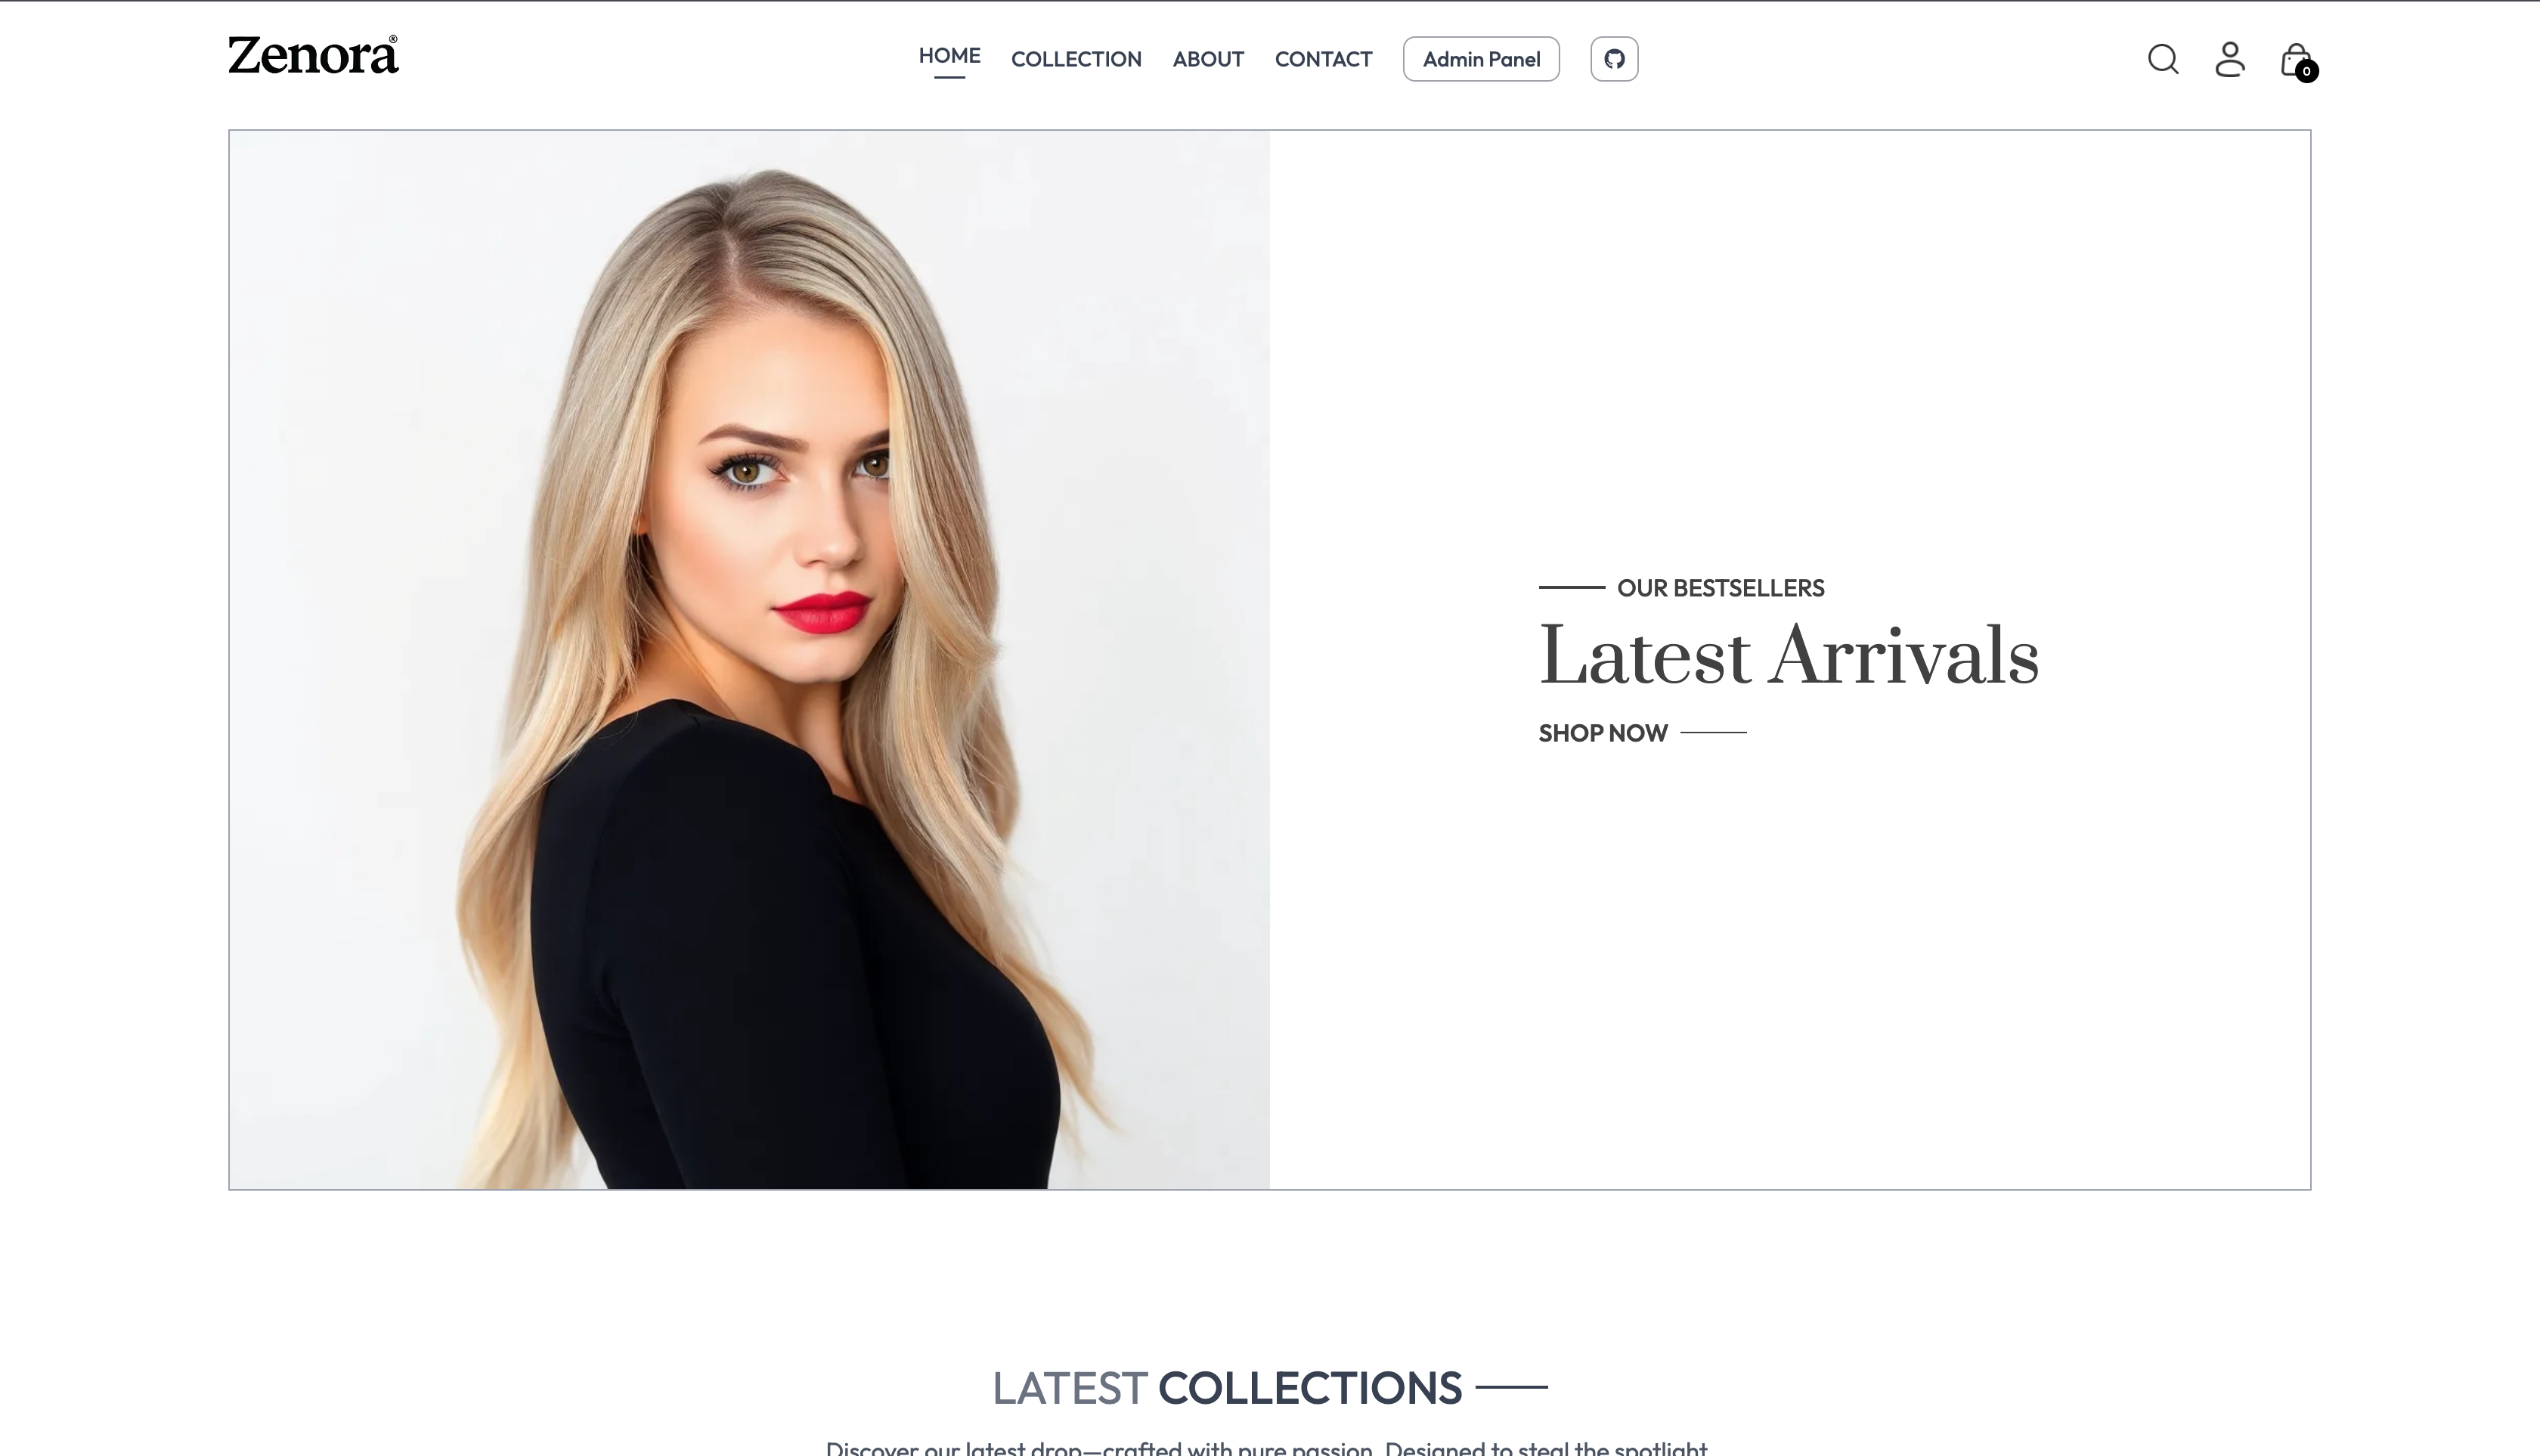 Zenora®
HOME COLLECTION ABOUT CONTACT Admin Panel
0
OUR BESTSELLERS
Latest Arrivals
SHOP NOW
LATEST COLLECTIONS
Discover our latest drop—crafted with pure passion. Designed to steal the spotlight